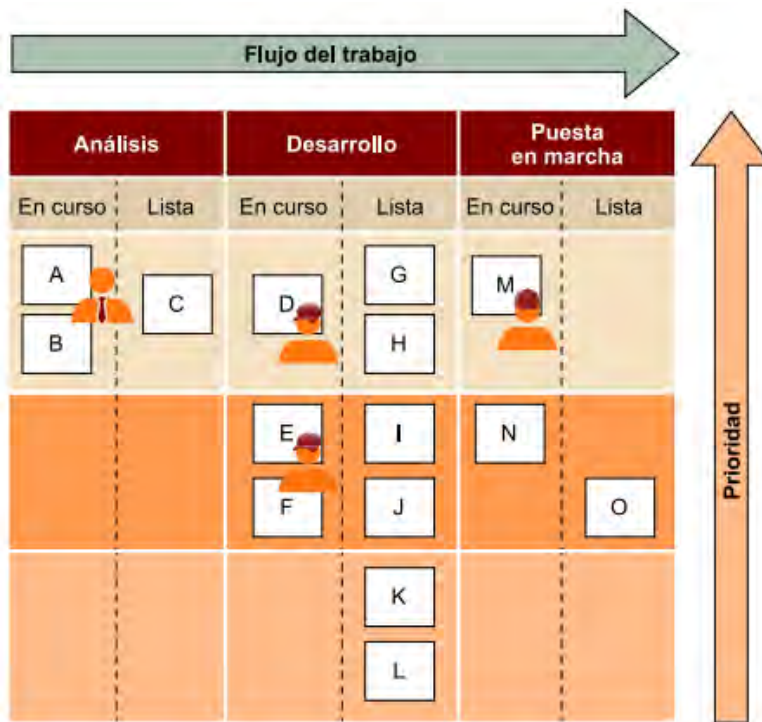 Flujo del trabajo
Análisis
Desarrollo
Puesta
en marcha
En curso
Lista
En curso
Lista
En curso
Lista
A
B
C
D
G
H
M
E
F
I
J
N
O
K
L
Prioridad